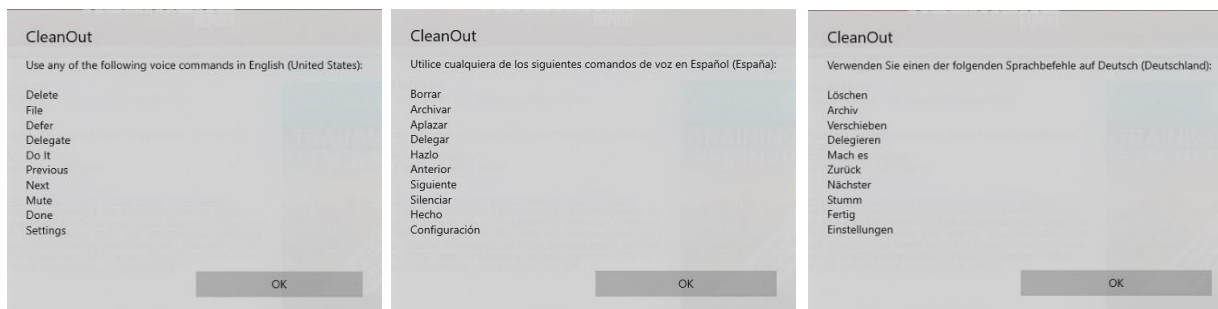 CleanOut
Use any of the following voice commands in English (United States):
Delete
File
Defer
Delegate
Do It
Previous
Next
Mute
Done
Settings
OK
CleanOut
Utilice cualquiera de los siguientes comandos de voz en Español (España):
Borrar
Archivar
Aplazar
Delegar
Hazlo
Anterior
Siguiente
Silenciar
Hecho
Configuración
OK
CleanOut
Verwenden Sie einen der folgenden Sprachbefehle auf Deutsch (Deutschland):
Löschen
Archiv
Verschieben
Delegieren
Mach es
Zurück
Nächster
Stumm
Fertig
Einstellungen
OK